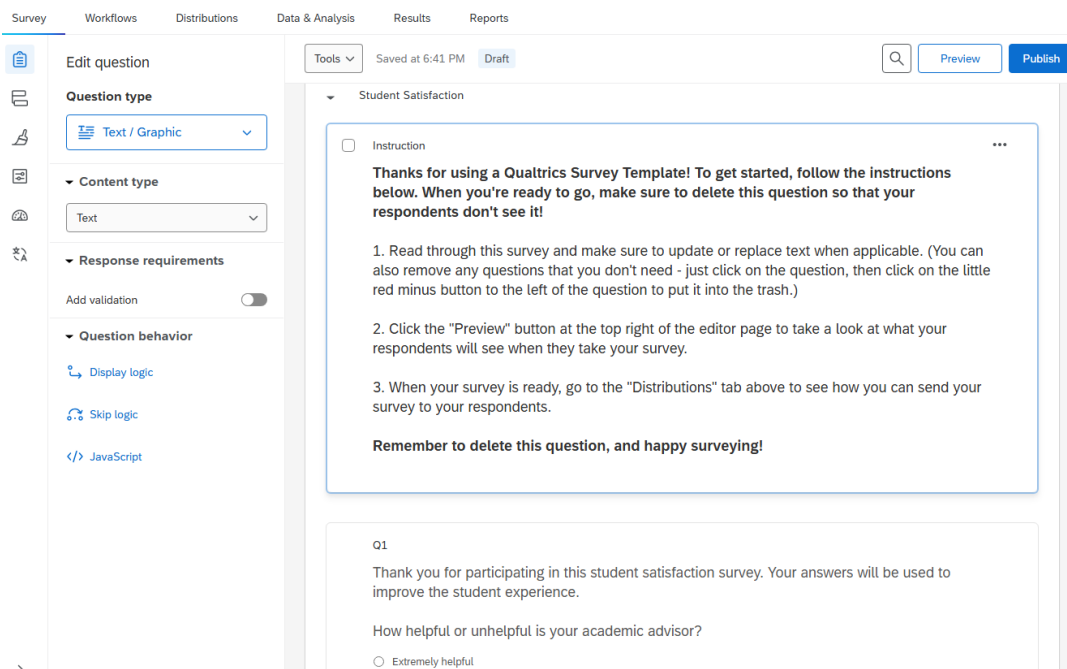 Survey Workflows Distributions Data & Analysis Results Reports
Edit question
Question type
Text / Graphic
Content type
Text
Response requirements
Add validation
Question behavior
Display logic
Skip logic
JavaScript
Tools Saved at 6:41 PM Draft Preview Publish
Student Satisfaction
Instruction
Thanks for using a Qualtrics Survey Template! To get started, follow the instructions
below. When you're ready to go, make sure to delete this question so that your
respondents don't see it!
1. Read through this survey and make sure to update or replace text when applicable. (You can
also remove any questions that you don't need - just click on the question, then click on the little
red minus button to the left of the question to put it into the trash.)
2. Click the "Preview" button at the top right of the editor page to take a look at what your
respondents will see when they take your survey.
3. When your survey is ready, go to the "Distributions" tab above to see how you can send your
survey to your respondents.
Remember to delete this question, and happy surveying!
Q1
Thank you for participating in this student satisfaction survey. Your answers will be used to
improve the student experience.
How helpful or unhelpful is your academic advisor?
Extremely helpful